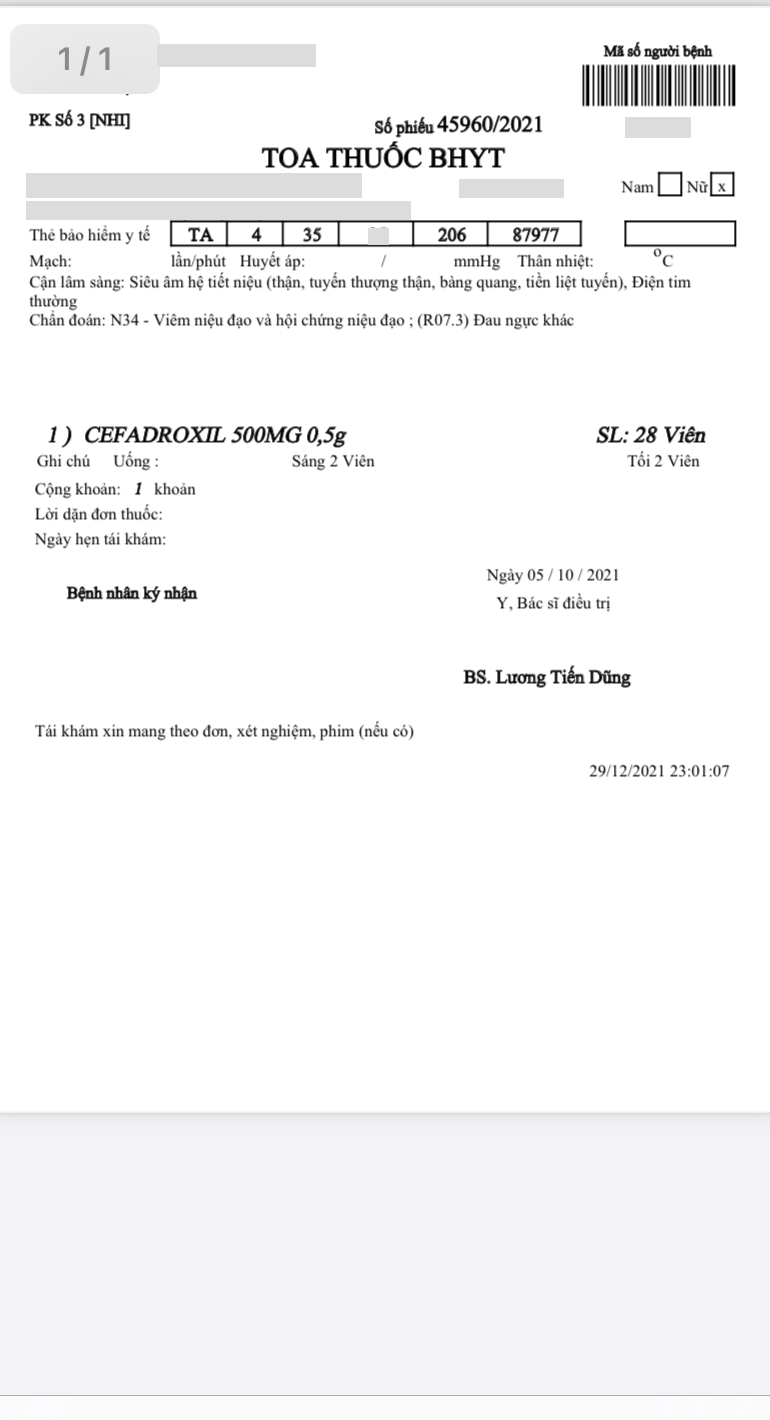 1/1
Mã số người bệnh
PK Số 3 [NHI]
Số phiếu 45960/2021
TOA THUỐC BHYT
Nam Nữ x
Thẻ bảo hiểm y tế TA 4 35 206 87977
Mạch: lần/phút Huyết áp: / mmHg Thân nhiệt: °C
Cận lâm sàng: Siêu âm hệ tiết niệu (thận, tuyến thượng thận, bàng quang, tiền liệt tuyến), Điện tim
thường
Chẩn đoán: N34 - Viêm niệu đạo và hội chứng niệu đạo ; (R07.3) Đau ngực khác
1 ) CEFADROXIL 500MG 0,5g SL: 28 Viên
Ghi chú Uống : Sáng 2 Viên Tối 2 Viên
Cộng khoản: 1 khoản
Lời dặn đơn thuốc:
Ngày hẹn tái khám:
Ngày 05 / 10 / 2021
Bệnh nhân ký nhận
Y, Bác sĩ điều trị
BS. Lương Tiến Dũng
Tái khám xin mang theo đơn, xét nghiệm, phim (nếu có)
29/12/2021 23:01:07